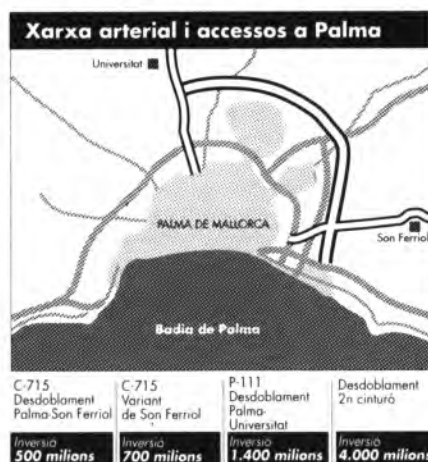 Xarxa arterial i accessos a Palma
Universitat
PALMA DE MALLORCA
Son Ferriol
Badia de Palma
C-715
Desdoblament
Palma-Son Ferriol
Inversió
500 milions
C-715
Variant
de Son Ferriol
Inversió
700 milions
P-111
Desdoblament
Palma-
Universitat
Inversió
1.400 milions
Desdoblament
2n cinturó
Inversió
4.000 milions